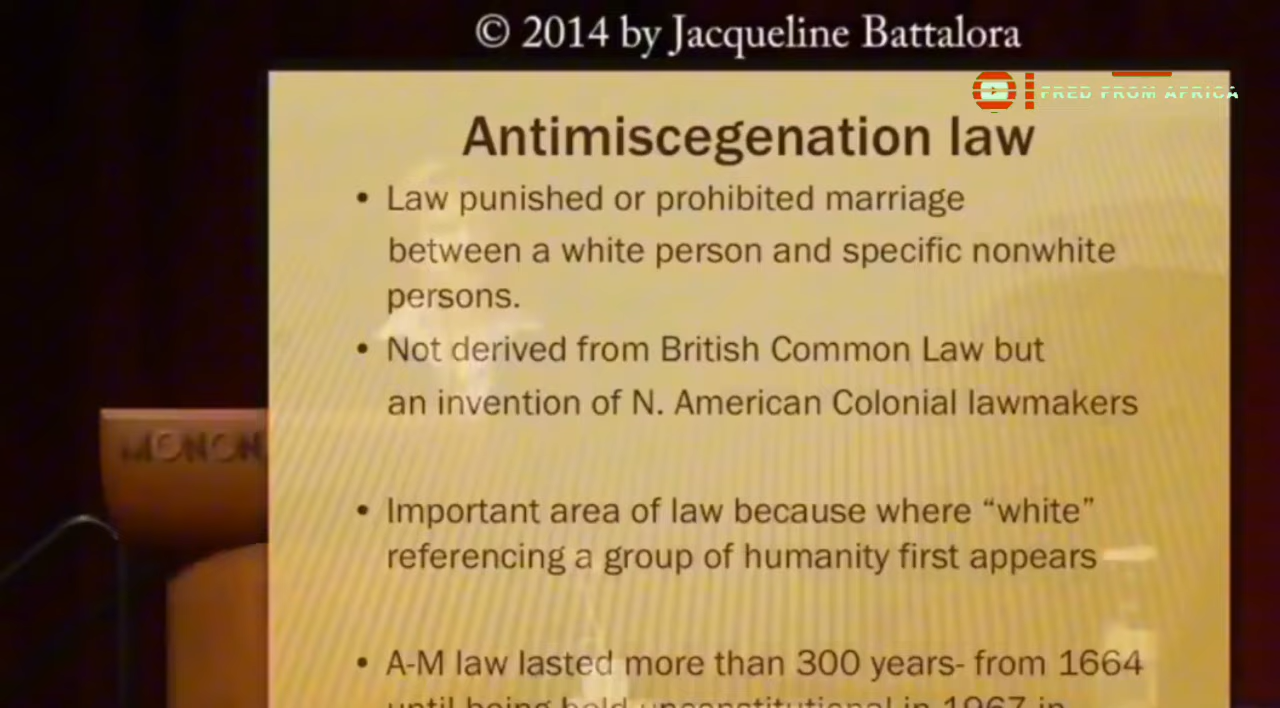 © 2014 by Jacqueline Battalora
FRED FROM AFRICA
Antimiscegenation law
• Law punished or prohibited marriage
between a white person and specific nonwhite
persons.
• Not derived from British Common Law but
an invention of N. American Colonial lawmakers
MONON
• Important area of law because where “white”
referencing a group of humanity first appears
• A-M law lasted more than 300 years- from 1664
until being held unconstitutional in 1967 in